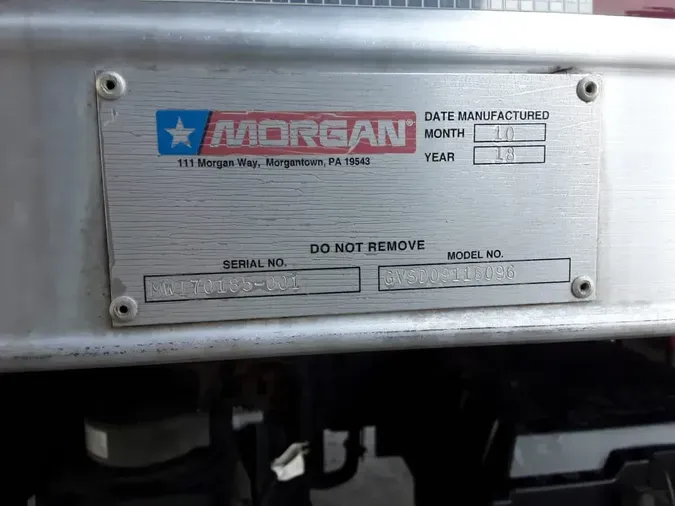 MORGAN®
111 Morgan Way, Morgantown, PA 19543
DATE MANUFACTURED
MONTH 10
YEAR 18
DO NOT REMOVE
SERIAL NO.
MODEL NO.
GVSD09116096